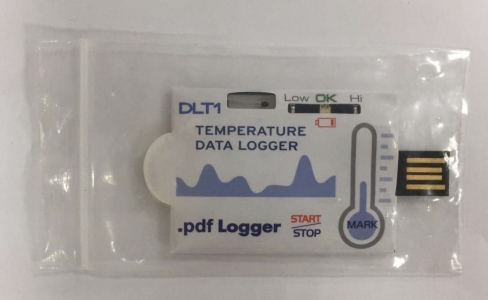 DLT1
Low OK Hi
TEMPERATURE
DATA LOGGER
.pdf Logger
START
STOP
MARK